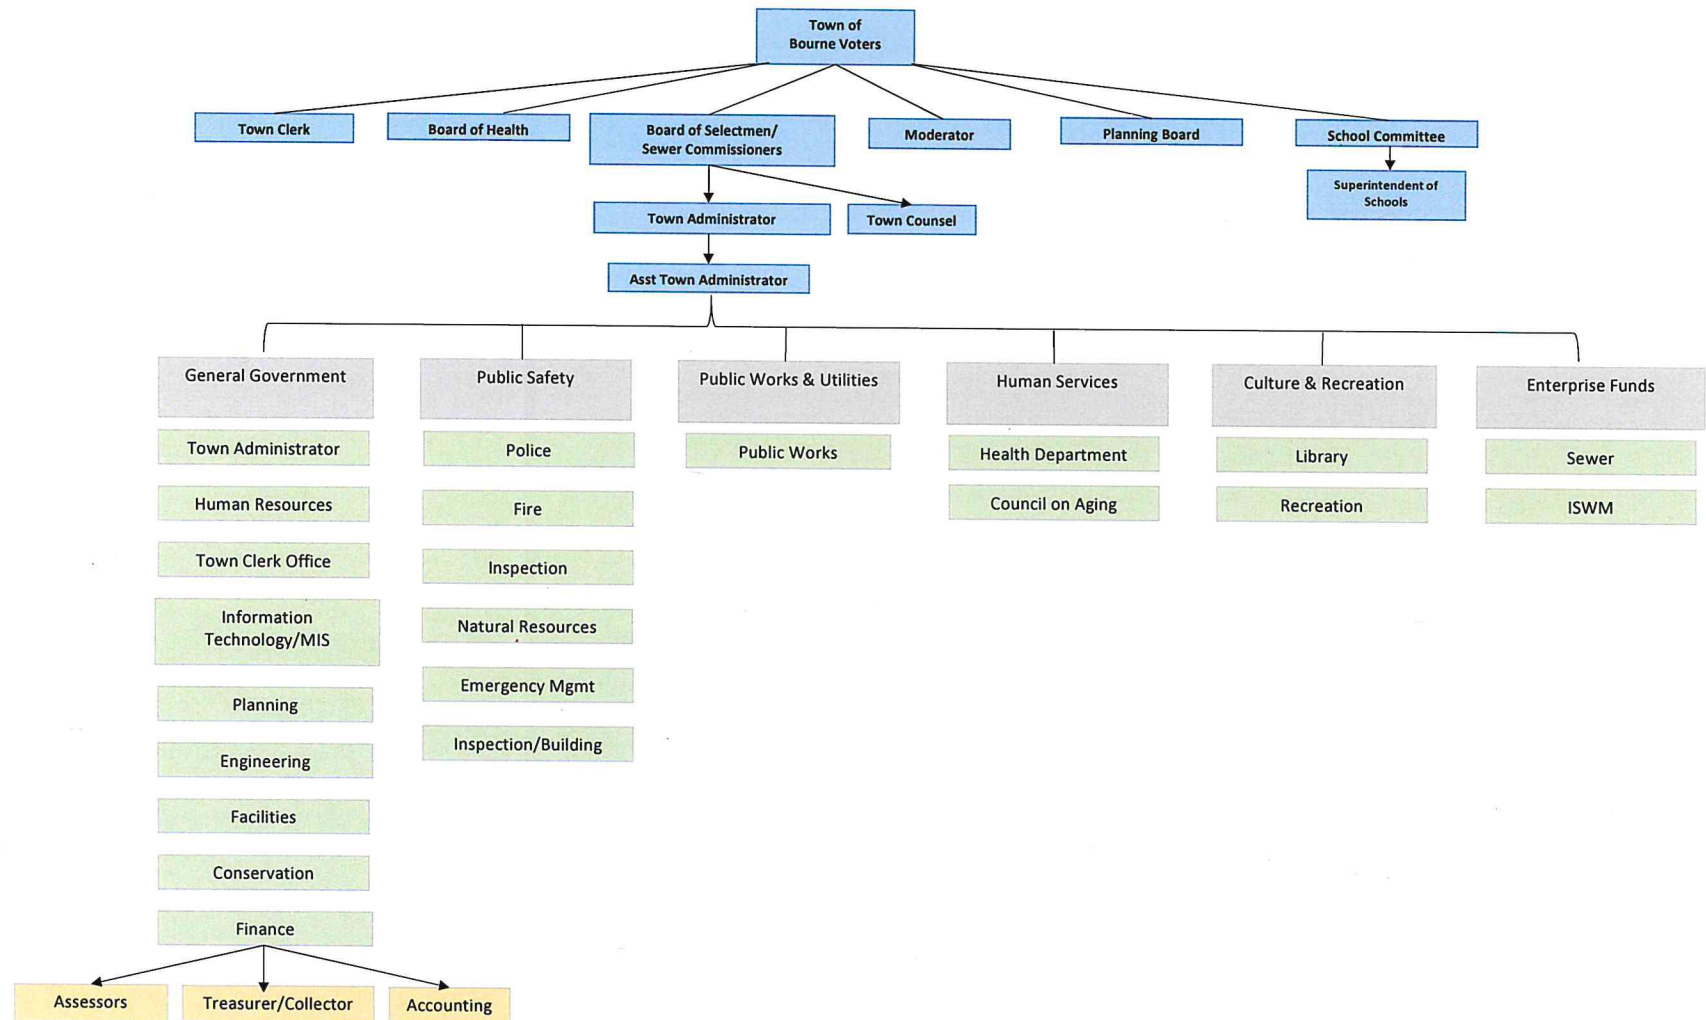 Town of
Bourne Voters
Town Clerk
Board of Health
Board of Selectmen/
Sewer Commissioners
Moderator
Planning Board
School Committee
Superintendent of
Schools
Town Administrator
Town Counsel
Asst Town Administrator
General Government
Public Safety
Public Works & Utilities
Human Services
Culture & Recreation
Enterprise Funds
Town Administrator
Human Resources
Town Clerk Office
Information
Technology/MIS
Planning
Engineering
Facilities
Conservation
Finance
Assessors
Treasurer/Collector
Accounting
Police
Fire
Inspection
Natural Resources
Emergency Mgmt
Inspection/Building
Public Works
Health Department
Council on Aging
Library
Recreation
Sewer
ISWM